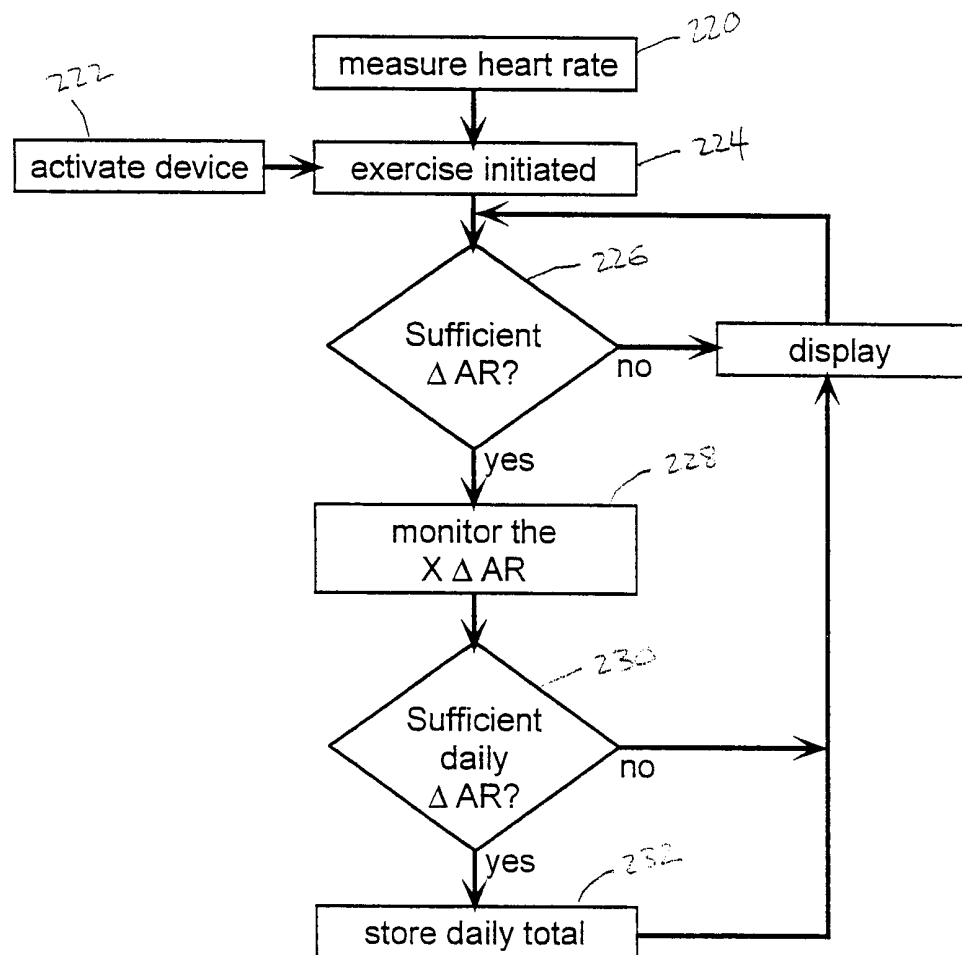 220
measure heart rate
222
activate device
exercise initiated
224
226
Sufficient
Δ AR?
no
display
yes
228
monitor the
X Δ AR
230
Sufficient
daily
Δ AR?
no
yes
232
store daily total